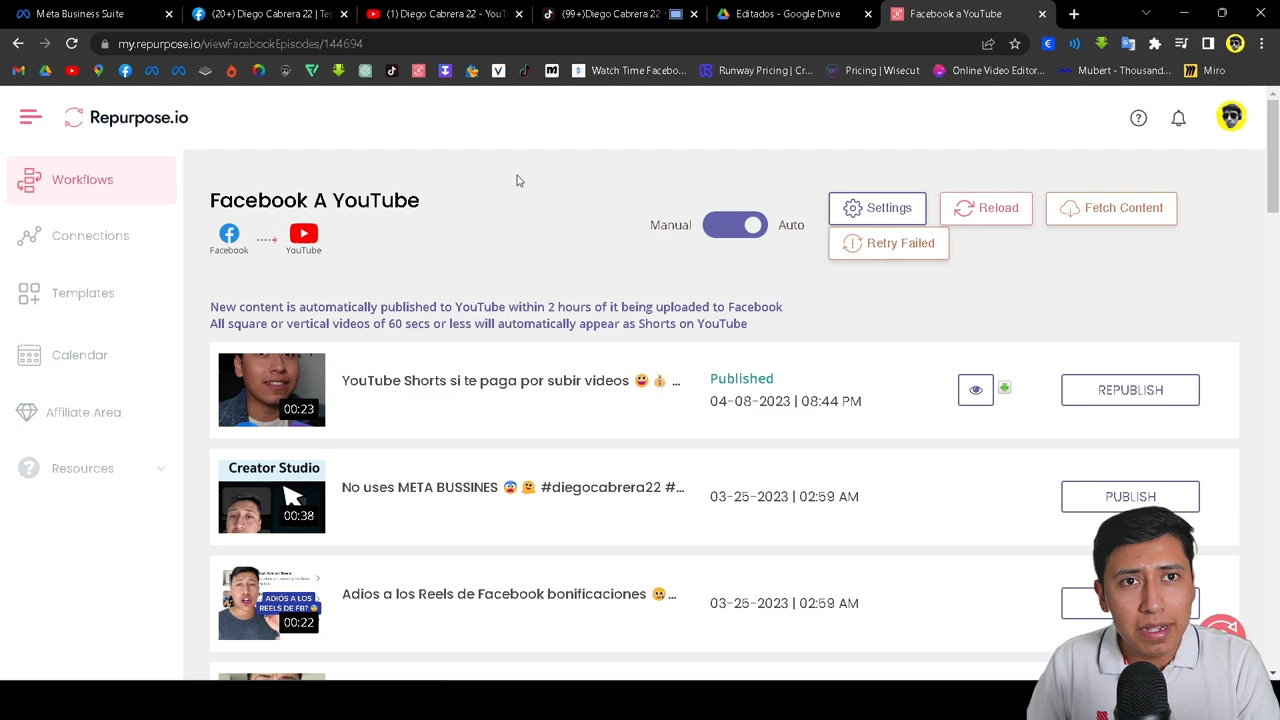 Meta Business Suite
(20+) Diego Cabrera 22 | Tep
(1) Diego Cabrera 22 - YouT
(99+)Diego Cabrera 22
Editados - Google Drive
Facebook a YouTube
my.repurpose.io/viewFacebookEpisodes/144694
Watch Time Facebo...
Runway Pricing | Cr...
Pricing | Wisecut
Online Video Editor...
Mubert - Thousand...
Miro
Repurpose.io
Workflows
Connections
Templates
Calendar
Affiliate Area
Resources
Facebook A YouTube
Facebook
YouTube
Manual
Auto
Settings
Reload
Fetch Content
Retry Failed
New content is automatically published to YouTube within 2 hours of it being uploaded to Facebook
All square or vertical videos of 60 secs or less will automatically appear as Shorts on YouTube
00:23
YouTube Shorts si te paga por subir videos 😀💰 ...
Published
04-08-2023 | 08:44 PM
REPUBLISH
Creator Studio
00:38
No uses META BUSSINES 😨🤗 #diegocabrera22 #...
03-25-2023 | 02:59 AM
PUBLISH
ADIÓS A LOS
REELS DE FB?
00:22
Adios a los Reels de Facebook bonificaciones 😬...
03-25-2023 | 02:59 AM